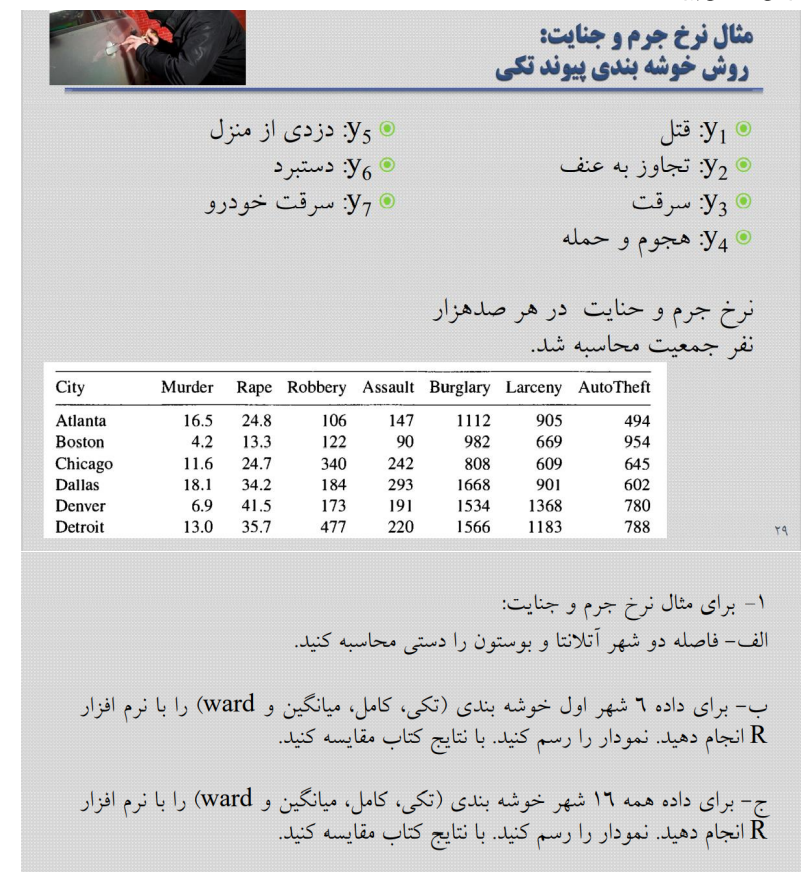 مثال نرخ جرم و جنایت:
روش خوشه بندی پیوند تکی
y1: قتل
y2: تجاوز به عنف
y3: سرقت
y4: هجوم و حمله
y5: دزدی از منزل
y6: دستبرد
y7: سرقت خودرو
نرخ جرم و حنایت در هر صدهزار
نفر جمعیت محاسبه شد.
City Murder Rape Robbery Assault Burglary Larceny AutoTheft
Atlanta 16.5 24.8 106 147 1112 905 494
Boston 4.2 13.3 122 90 982 669 954
Chicago 11.6 24.7 340 242 808 609 645
Dallas 18.1 34.2 184 293 1668 901 602
Denver 6.9 41.5 173 191 1534 1368 780
Detroit 13.0 35.7 477 220 1566 1183 788
۲۹
۱- برای مثال نرخ جرم و جنایت:
الف- فاصله دو شهر آتلانتا و بوستون را دستی محاسبه کنید.
ب- برای داده ٦ شهر اول خوشه بندی (تکی، کامل، میانگین و ward) را با نرم افزار
R انجام دهید. نمودار را رسم کنید. با نتایج کتاب مقایسه کنید.
ج- برای داده همه ١٦ شهر خوشه بندی (تکی، کامل، میانگین و ward) را با نرم افزار
R انجام دهید. نمودار را رسم کنید. با نتایج کتاب مقایسه کنید.